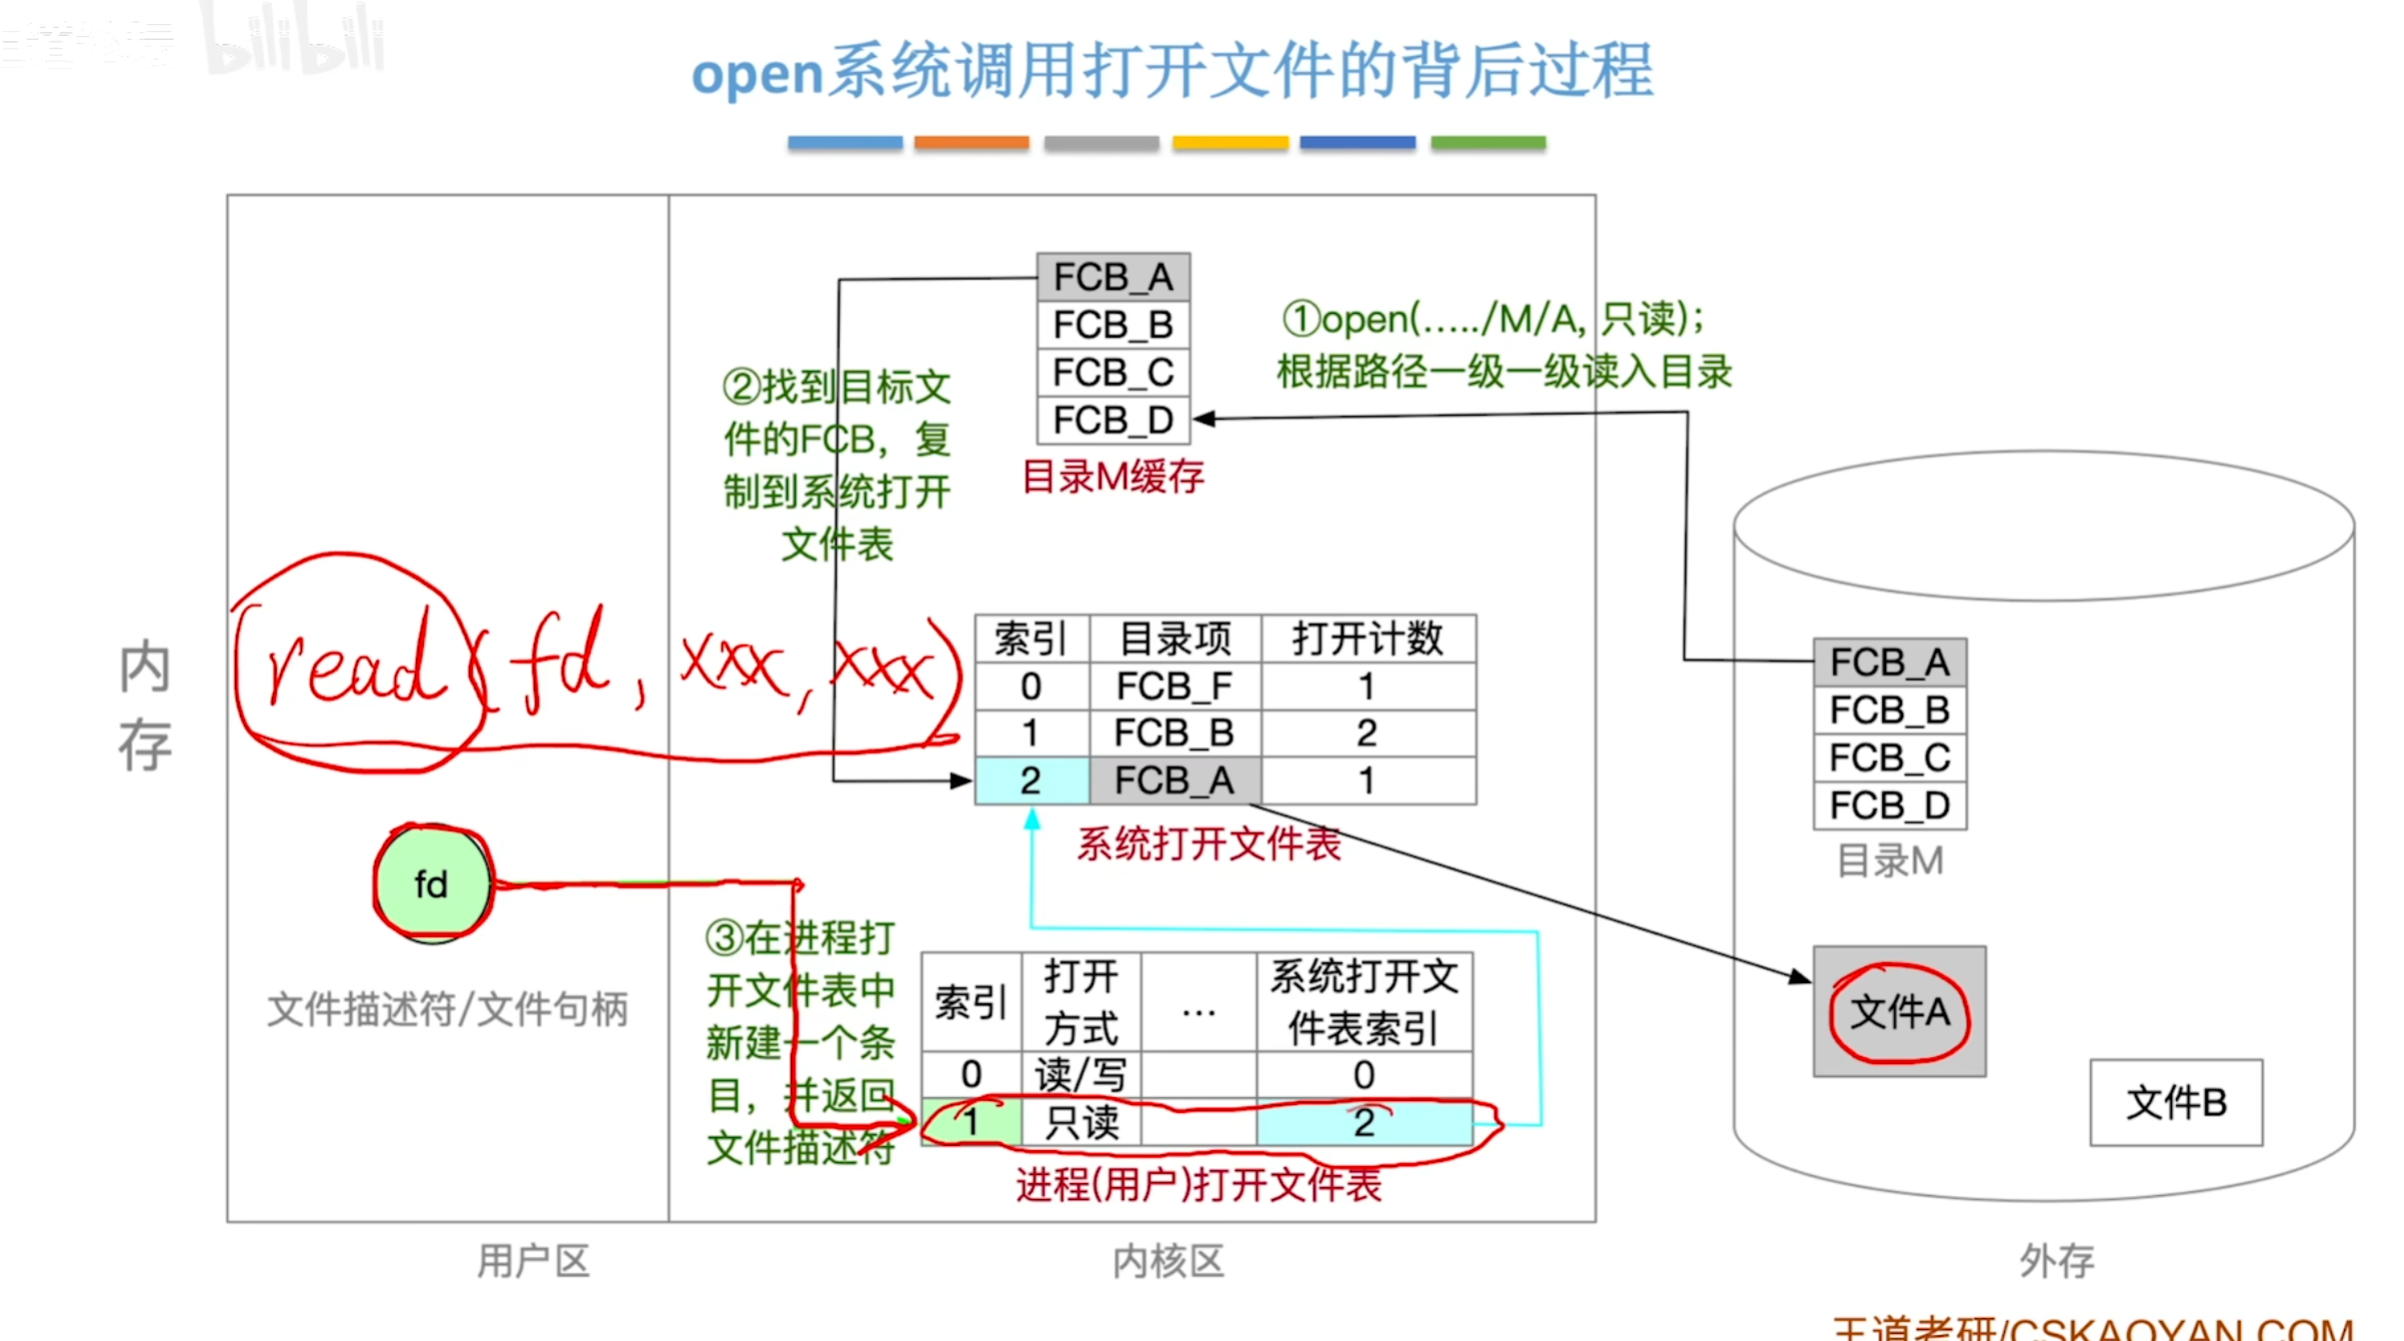 bilibili
open系统调用打开文件的背后过程
FCB_A
FCB_B
FCB_C
FCB_D
目录M缓存
①open(...../M/A, 只读);
根据路径一级一级读入目录
②找到目标文
件的FCB，复
制到系统打开
文件表
read(fd, xxx, xxx)
内
存
索引 目录项 打开计数
0 FCB_F 1
1 FCB_B 2
2 FCB_A 1
系统打开文件表
FCB_A
FCB_B
FCB_C
FCB_D
目录M
fd
文件描述符/文件句柄
③在进程打
开文件表中
新建一个条
目，并返回
文件描述符
索引 打开方式 ... 系统打开文件表索引
0 读/写 0
1 只读 2
进程(用户)打开文件表
文件A
文件B
用户区
内核区
外存
王道考研/CSKAOYAN.COM